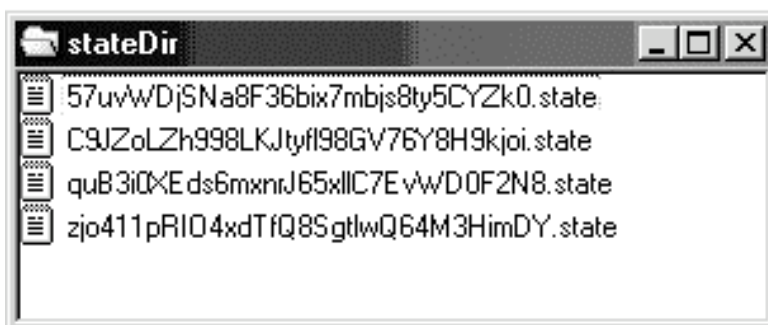 stateDir
57uvWDjSNa8F36bix7mbjs8ty5CYZk0.state
C9JZoLZh998LKJtyfl98GV76Y8H9kjoi.state
quB3i0XEds6mxnrJ65xllC7EvWD0F2N8.state
zjo411pRIO4xdTfQ8SgtlwQ64M3HimDY.state